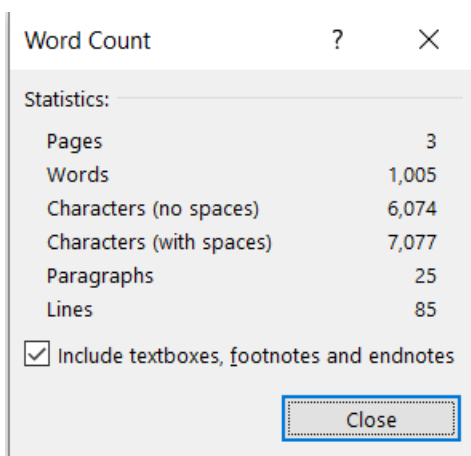 Word Count ? ×
Statistics:
Pages 3
Words 1,005
Characters (no spaces) 6,074
Characters (with spaces) 7,077
Paragraphs 25
Lines 85
Include textboxes, footnotes and endnotes
Close